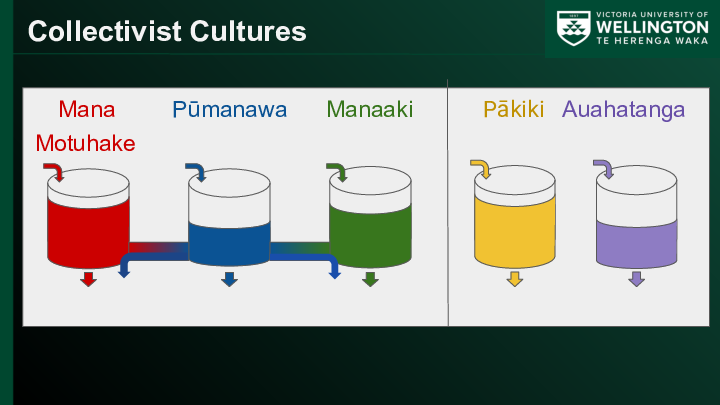 Collectivist Cultures
VICTORIA UNIVERSITY OF
WELLINGTON
TE HERENGA WAKA
Mana
Motuhake
Pūmanawa
Manaaki
Pākiki
Auahatanga